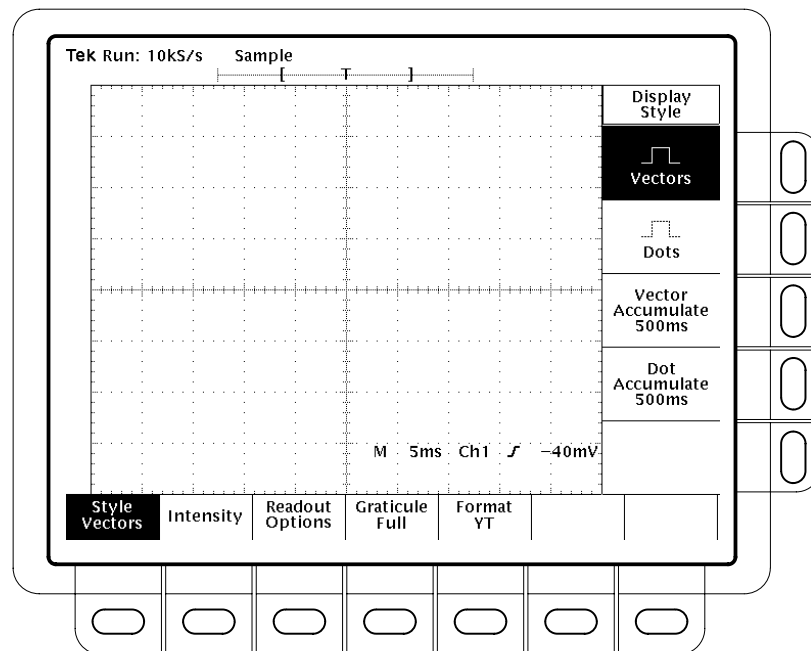 Tek Run: 10kS/s Sample
[ T ]
Display
Style
Vectors
Dots
Vector
Accumulate
500ms
Dot
Accumulate
500ms
M 5ms Ch1 −40mV
Style
Vectors
Intensity
Readout
Options
Graticule
Full
Format
YT